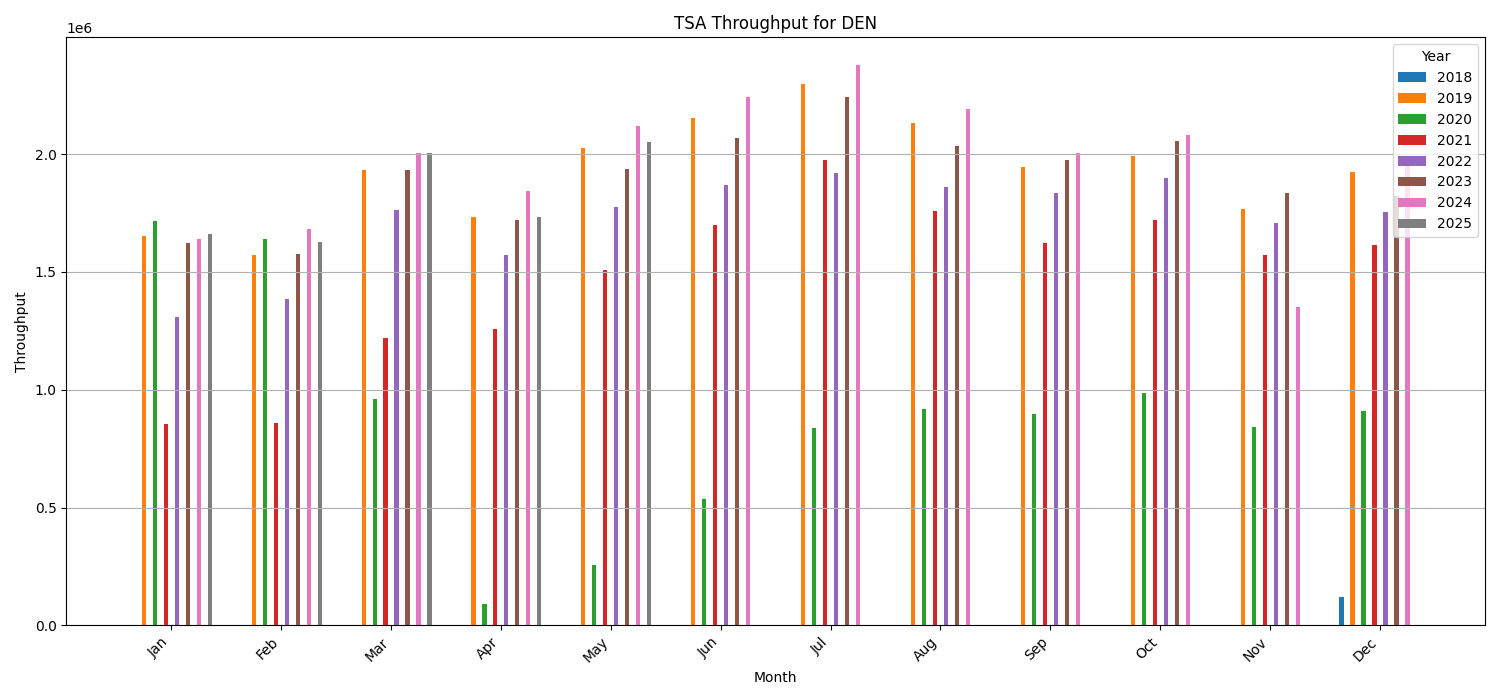 TSA Throughput for DEN
1e6
Year
2018
2019
2020
2021
2022
2023
2024
2025
2.0
1.5
1.0
0.5
0.0
Throughput
Jan
Feb
Mar
Apr
May
Jun
Jul
Aug
Sep
Oct
Nov
Dec
Month